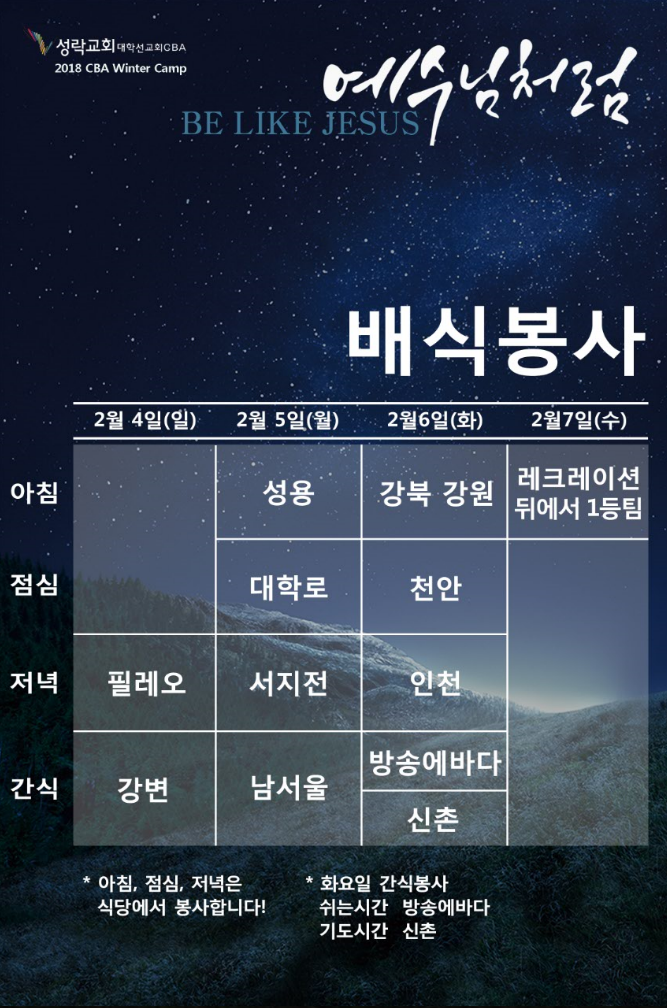 성락교회 대학선교회CBA
2018 CBA Winter Camp
예수님처럼
BE LIKE JESUS
배식봉사
2월 4일(일) 2월 5일(월) 2월6일(화) 2월7일(수)
아침 성용 강북 강원 레크레이션
뒤에서 1등팀
점심 대학로 천안
저녁 필레오 서지전 인천
간식 강변 남서울 방송에바다
신촌
* 아침, 점심, 저녁은
식당에서 봉사합니다!
* 화요일 간식봉사
쉬는시간 방송에바다
기도시간 신촌